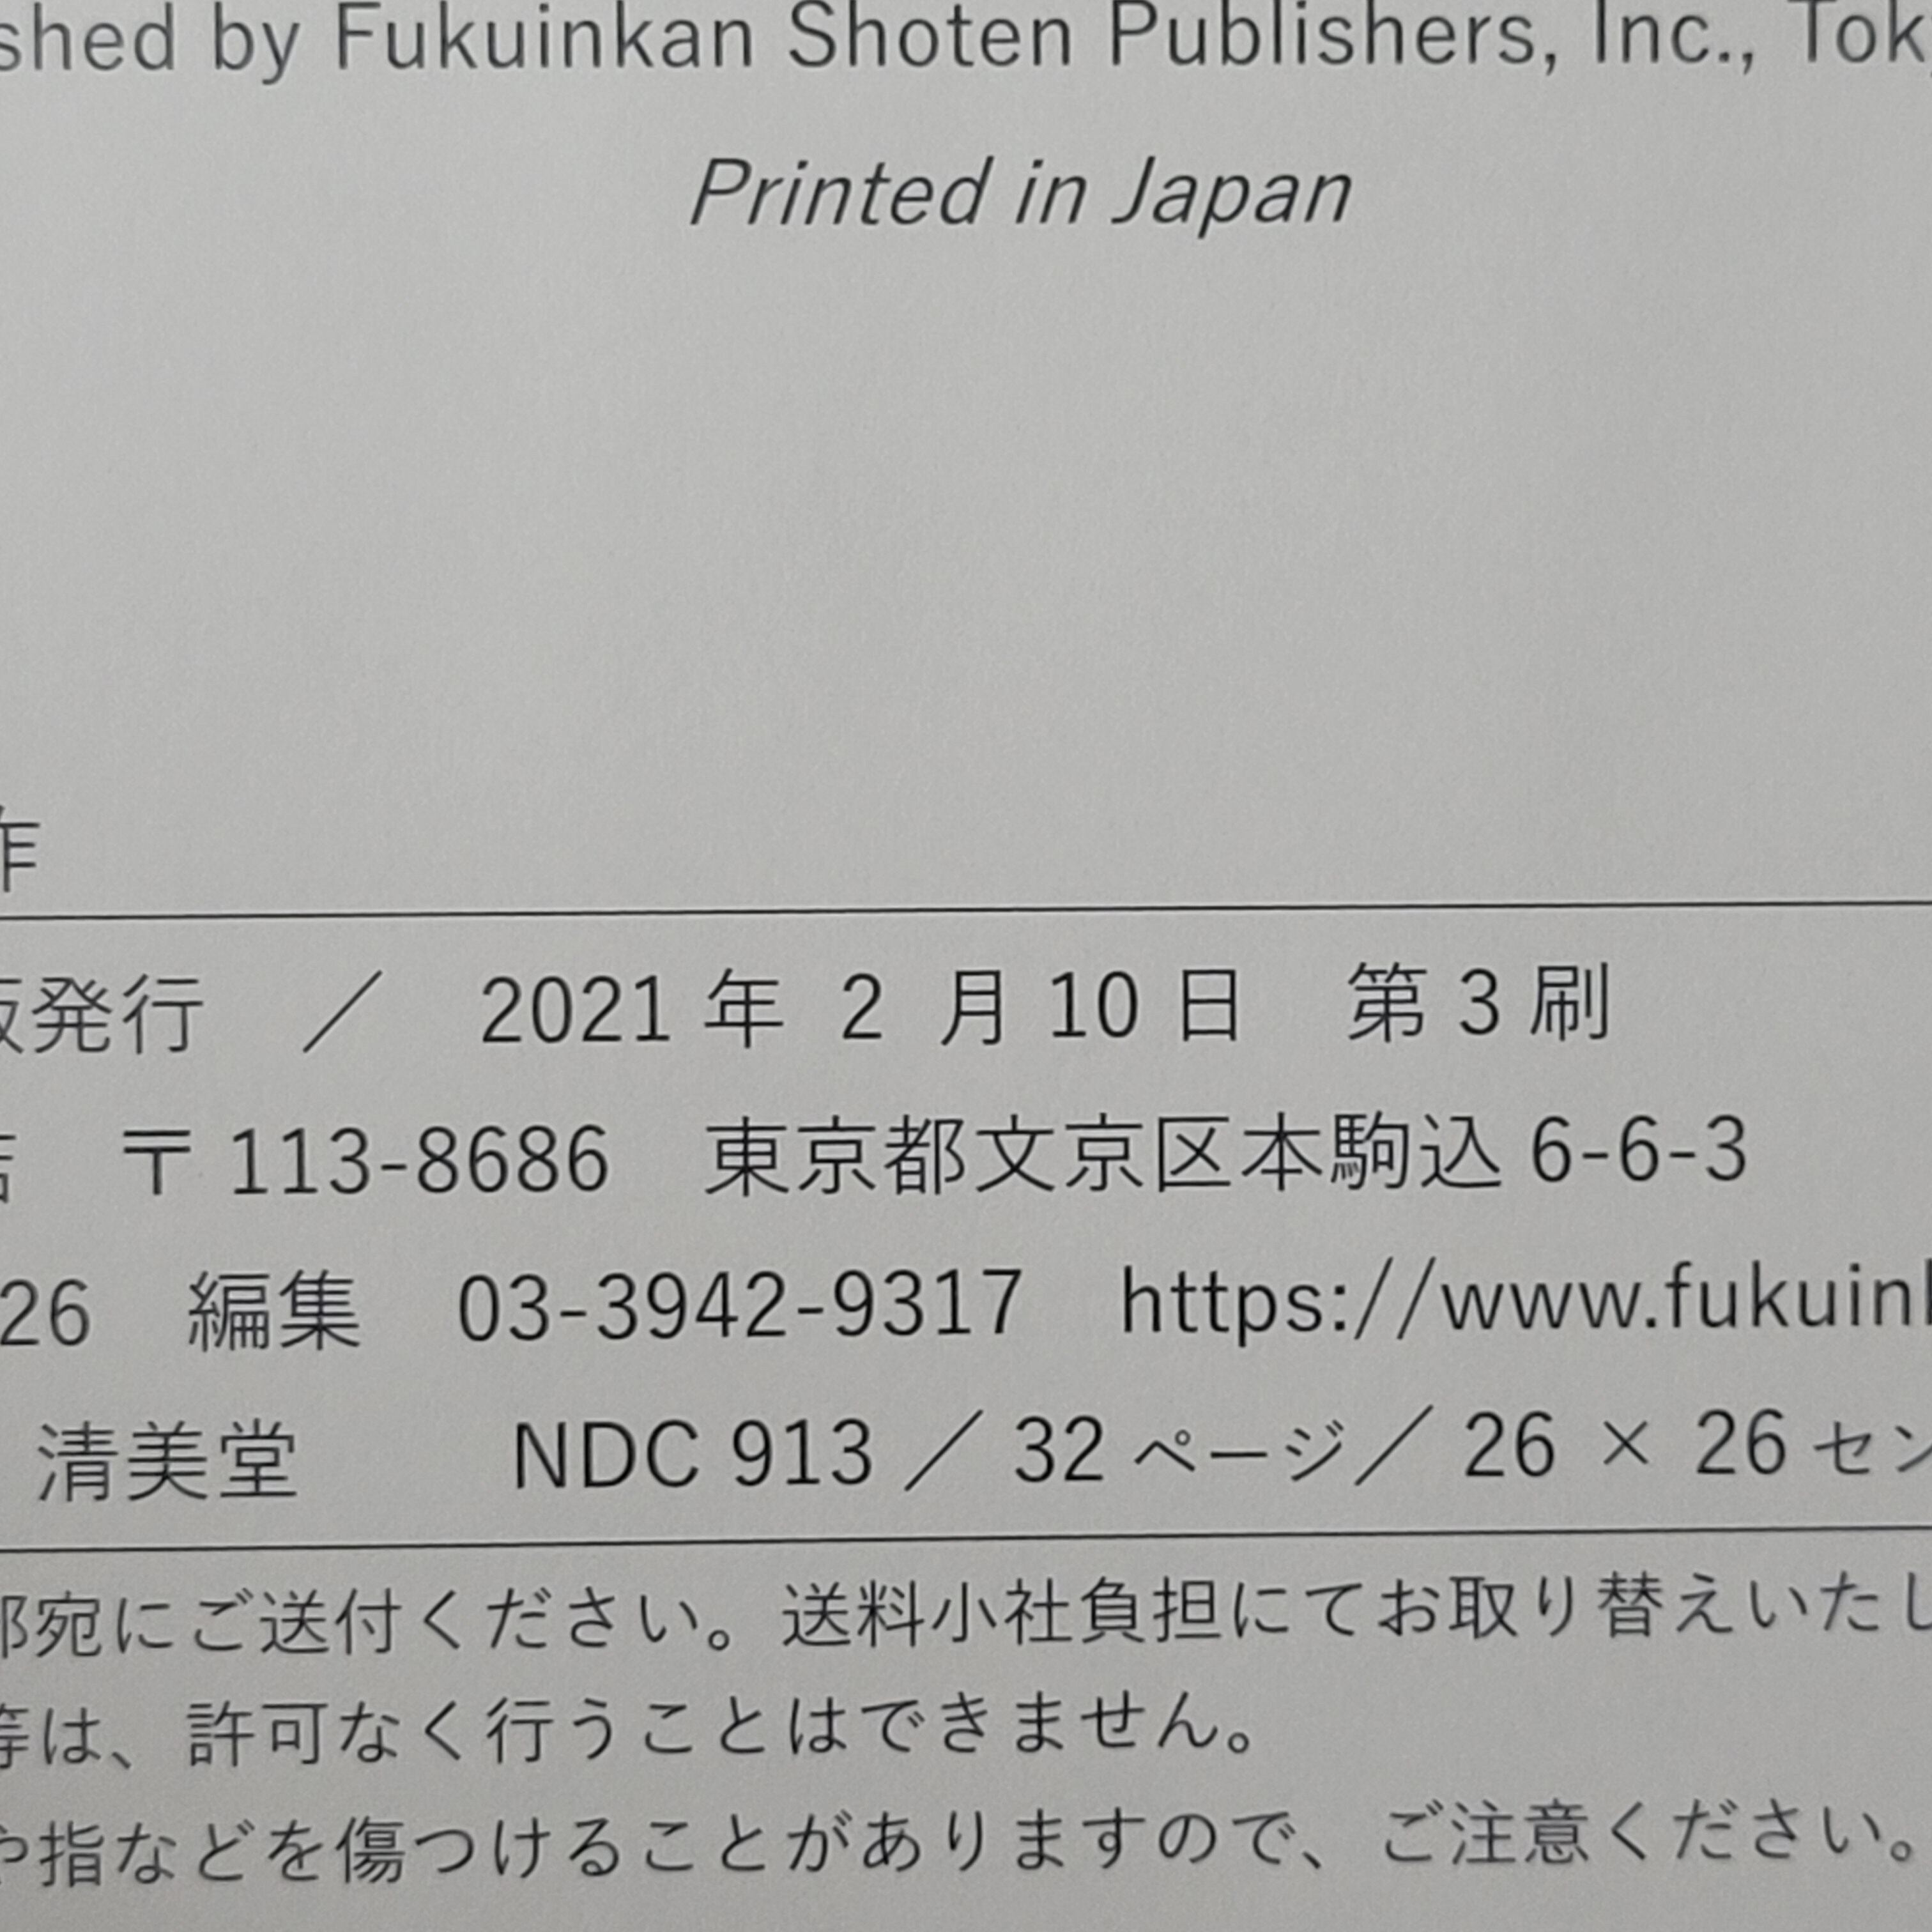 shed by Fukuinkan Shoten Publishers, Inc., Tok
Printed in Japan
作
版発行　／　2021 年 2 月 10 日　第 3 刷
〒 113-8686　東京都文京区本駒込 6-6-3
26　編集　03-3942-9317　https://www.fukuink
清美堂　NDC 913 ／ 32 ページ／ 26 × 26 セン
部宛にご送付ください。送料小社負担にてお取り替えいたし
等は、許可なく行うことはできません。
や指などを傷つけることがありますので、ご注意ください。